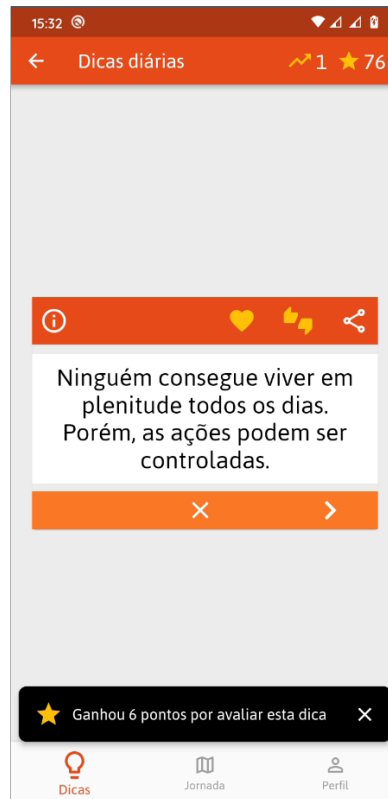 15:32
Dicas diárias
1
76
Ninguém consegue viver em
plenitude todos os dias.
Porém, as ações podem ser
controladas.
Ganhou 6 pontos por avaliar esta dica
Dicas
Jornada
Perfil